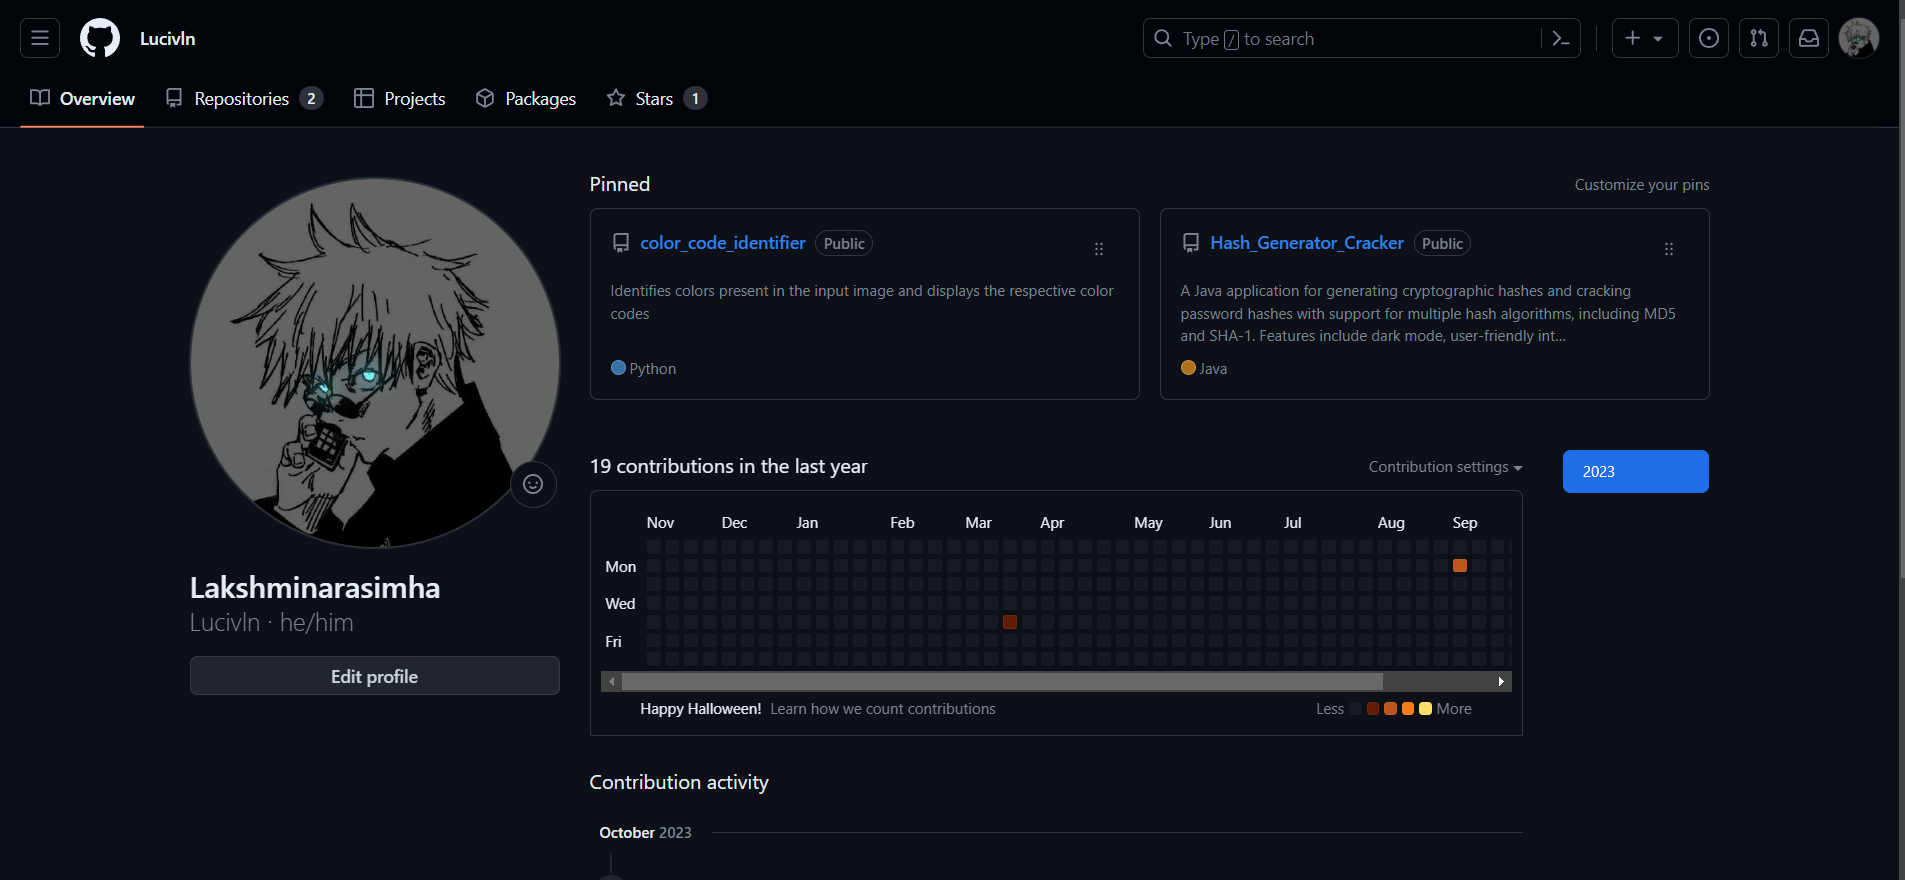 Lucivln
Type / to search
Overview
Repositories 2
Projects
Packages
Stars 1
Pinned
Customize your pins
color_code_identifier Public
Identifies colors present in the input image and displays the respective color
codes
Python
Hash_Generator_Cracker Public
A Java application for generating cryptographic hashes and cracking
password hashes with support for multiple hash algorithms, including MD5
and SHA-1. Features include dark mode, user-friendly int...
Java
Lakshminarasimha
Lucivln · he/him
Edit profile
19 contributions in the last year
Contribution settings
2023
Nov Dec Jan Feb Mar Apr May Jun Jul Aug Sep
Mon
Wed
Fri
Happy Halloween! Learn how we count contributions
Less More
Contribution activity
October 2023